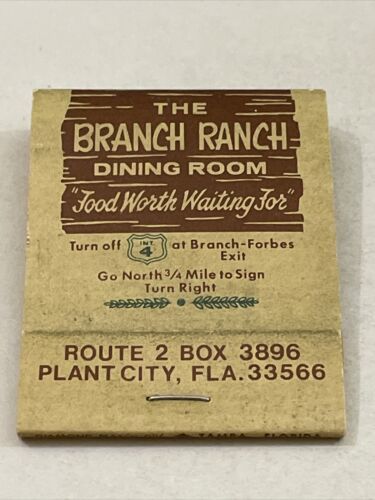 THE
BRANCH RANCH
DINING ROOM
"Food Worth Waiting For"
Turn off INT. 4 at Branch-Forbes
Exit
Go North 3/4 Mile to Sign
Turn Right
ROUTE 2 BOX 3896
PLANT CITY, FLA. 33566
TAMPA, FLORIDA